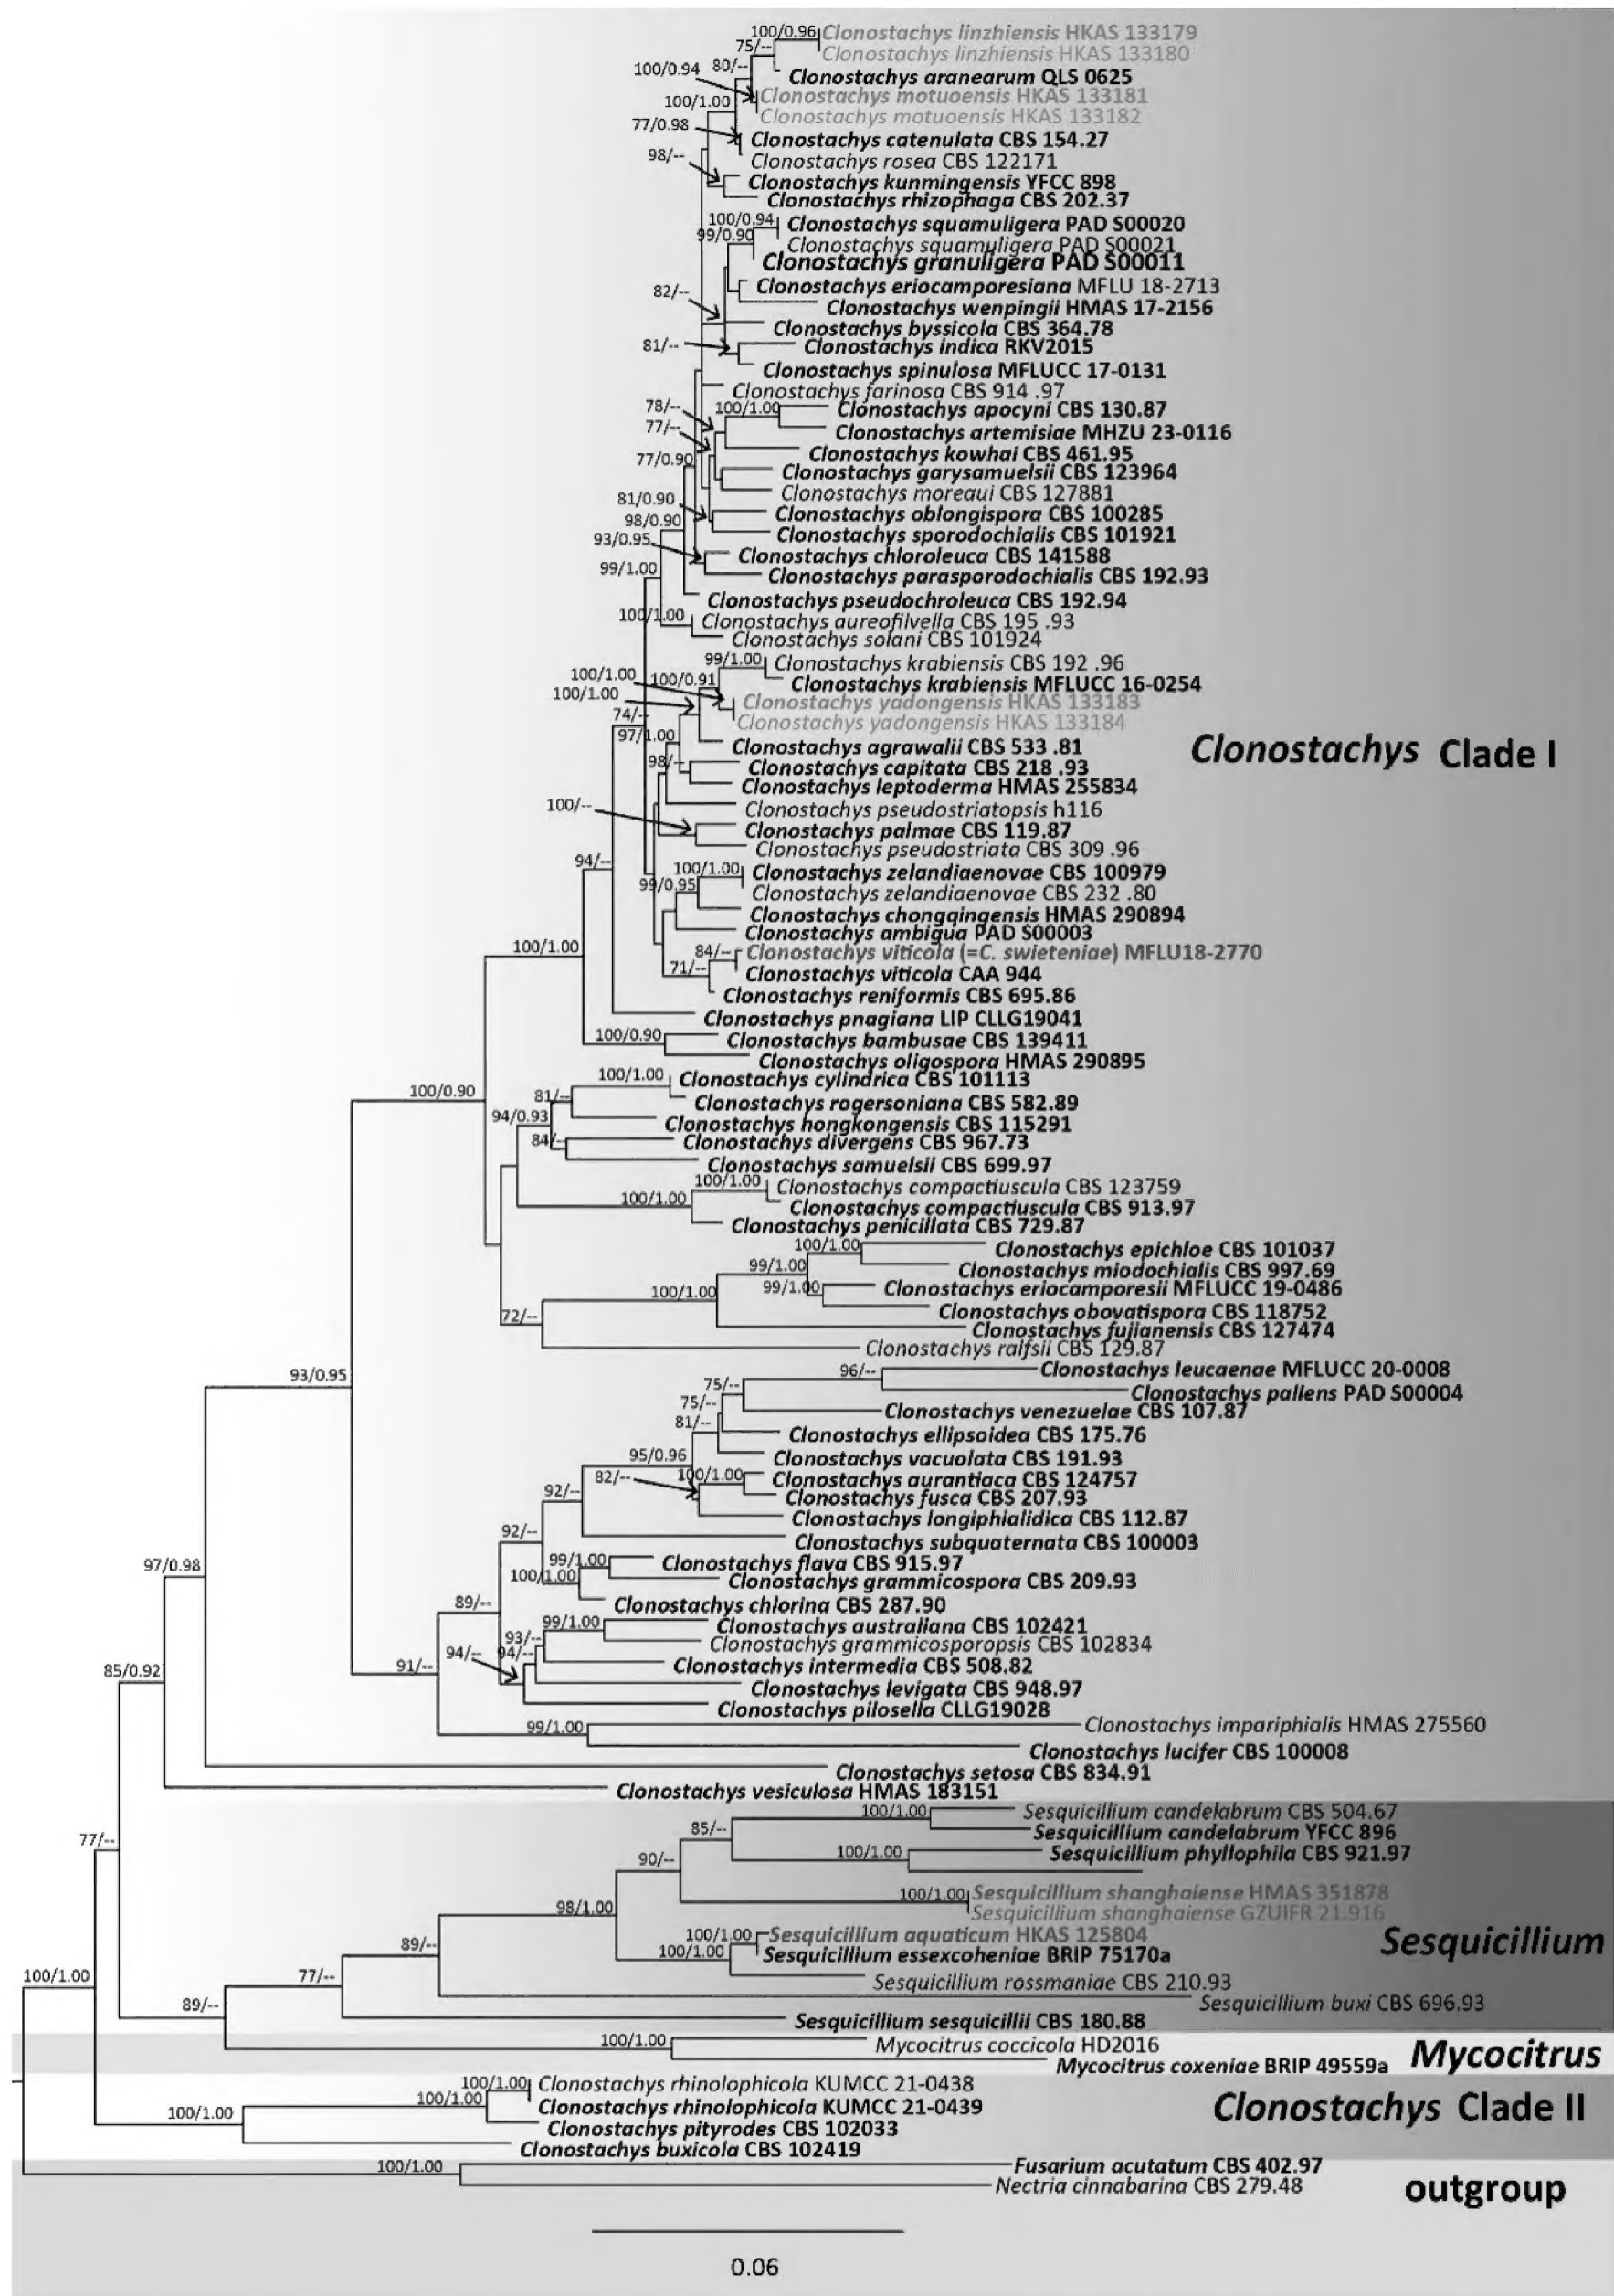 100/0.96 Clonostachys linzhiensis HKAS 133179
75/-- Clonostachys linzhiensis HKAS 133180
80/-- Clonostachys aranearum QLS 0625
100/0.94 Clonostachys motuoensis HKAS 133181
100/1.00 Clonostachys motuoensis HKAS 133182
77/0.98 Clonostachys catenulata CBS 154.27
98/-- Clonostachys rosea CBS 122171
Clonostachys kunmingensis YFCC 898
Clonostachys rhizophaga CBS 202.37
100/0.94 Clonostachys squamuligera PAD S00020
99/0.90 Clonostachys squamuligera PAD S00021
Clonostachys granuligera PAD S00011
82/-- Clonostachys eriocamporesiana MFLU 18-2713
Clonostachys wenpingii HMAS 17-2156
Clonostachys byssicola CBS 364.78
81/-- Clonostachys indica RKV2015
Clonostachys spinulosa MFLUCC 17-0131
Clonostachys farinosa CBS 914 .97
78/-- 100/1.00 Clonostachys apocyni CBS 130.87
77/-- Clonostachys artemisiae MHZU 23-0116
Clonostachys kowhai CBS 461.95
77/0.90 Clonostachys garysamuelsii CBS 123964
81/0.90 Clonostachys moreaui CBS 127881
98/0.90 Clonostachys oblongispora CBS 100285
93/0.95 Clonostachys sporodochialis CBS 101921
Clonostachys chloroleuca CBS 141588
99/1.00 Clonostachys parasporodochialis CBS 192.93
Clonostachys pseudochroleuca CBS 192.94
100/1.00 Clonostachys aureofilvella CBS 195 .93
Clonostachys solani CBS 101924
99/1.00 Clonostachys krabiensis CBS 192 .96
100/1.00 100/0.91 Clonostachys krabiensis MFLUCC 16-0254
100/1.00 Clonostachys yadongensis HKAS 133183
74/-- Clonostachys yadongensis HKAS 133184
97/1.00 Clonostachys agrawalii CBS 533 .81
Clonostachys Clade I
98/-- Clonostachys capitata CBS 218 .93
Clonostachys leptoderma HMAS 255834
100/-- Clonostachys pseudostriatopsis h116
Clonostachys palmae CBS 119.87
Clonostachys pseudostriata CBS 309 .96
94/-- 100/1.00 Clonostachys zelandiaenovae CBS 100979
99/0.95 Clonostachys zelandiaenovae CBS 232 .80
Clonostachys chongqingensis HMAS 290894
Clonostachys ambigua PAD S00003
100/1.00 84/-- Clonostachys viticola (=C. swieteniae) MFLU18-2770
71/-- Clonostachys viticola CAA 944
Clonostachys reniformis CBS 695.86
Clonostachys pnagiana LIP CLLG19041
100/0.90 Clonostachys bambusae CBS 139411
Clonostachys oligospora HMAS 290895
100/0.90 100/1.00 Clonostachys cylindrica CBS 101113
81/-- Clonostachys rogersoniana CBS 582.89
94/0.93 Clonostachys hongkongensis CBS 115291
84/-- Clonostachys divergens CBS 967.73
Clonostachys samuelsii CBS 699.97
100/1.00 Clonostachys compactiuscula CBS 123759
100/1.00 Clonostachys compactiuscula CBS 913.97
Clonostachys penicillata CBS 729.87
100/1.00 Clonostachys epichloe CBS 101037
99/1.00 Clonostachys miodochialis CBS 997.69
100/1.00 99/1.00 Clonostachys eriocamporesii MFLUCC 19-0486
Clonostachys obovatispora CBS 118752
72/-- Clonostachys fujianensis CBS 127474
Clonostachys ralfsii CBS 129.87
93/0.95 96/-- Clonostachys leucaenae MFLUCC 20-0008
75/-- Clonostachys pallens PAD S00004
75/-- Clonostachys venezuelae CBS 107.87
81/-- Clonostachys ellipsoidea CBS 175.76
95/0.96 Clonostachys vacuolata CBS 191.93
82/-- 100/1.00 Clonostachys aurantiaca CBS 124757
92/-- Clonostachys fusca CBS 207.93
Clonostachys longiphialidica CBS 112.87
92/-- Clonostachys subquaternata CBS 100003
97/0.98 99/1.00 Clonostachys flava CBS 915.97
100/1.00 Clonostachys grammicospora CBS 209.93
89/-- Clonostachys chlorina CBS 287.90
99/1.00 Clonostachys australiana CBS 102421
93/-- Clonostachys grammicosporopsis CBS 102834
94/-- 94/-- Clonostachys intermedia CBS 508.82
85/0.92 91/-- Clonostachys levigata CBS 948.97
Clonostachys pilosella CLLG19028
99/1.00 Clonostachys impariphialis HMAS 275560
Clonostachys lucifer CBS 100008
Clonostachys setosa CBS 834.91
Clonostachys vesiculosa HMAS 183151
100/1.00 Sesquicillium candelabrum CBS 504.67
77/-- 85/-- Sesquicillium candelabrum YFCC 896
90/-- 100/1.00 Sesquicillium phyllophila CBS 921.97
100/1.00 Sesquicillium shanghaiense HMAS 351878
98/1.00 Sesquicillium shanghaiense GZUIFR 21.916
100/1.00 Sesquicillium aquaticum HKAS 125804
Sesquicillium
89/-- 100/1.00 Sesquicillium essexcoheniae BRIP 75170a
100/1.00 77/-- Sesquicillium rossmaniae CBS 210.93
89/-- Sesquicillium buxi CBS 696.93
Sesquicillium sesquicillii CBS 180.88
100/1.00 Mycocitrus coccicola HD2016
Mycocitrus coxeniae BRIP 49559a
Mycocitrus
100/1.00 Clonostachys rhinolophicola KUMCC 21-0438
100/1.00 Clonostachys rhinolophicola KUMCC 21-0439
Clonostachys Clade II
100/1.00 Clonostachys pityrodes CBS 102033
Clonostachys buxicola CBS 102419
100/1.00 Fusarium acutatum CBS 402.97
Nectria cinnabarina CBS 279.48
outgroup
0.06